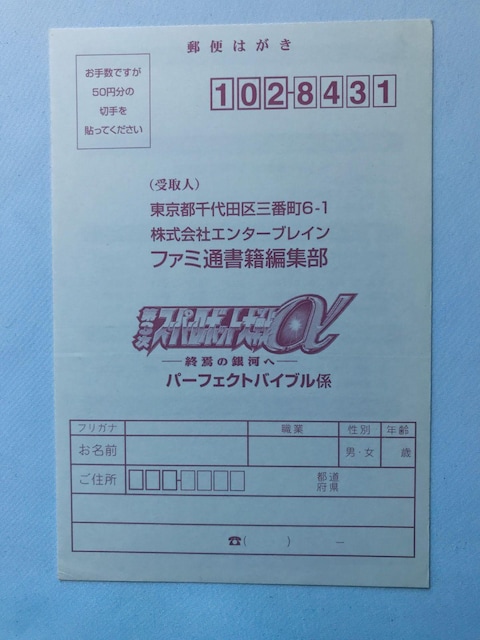 郵便はがき
お手数ですが
50円分の
切手を
貼ってください
102-8431
（受取人）
東京都千代田区三番町6-1
株式会社エンターブレイン
ファミ通書籍編集部
第3次
スーパーロボット大戦α
―終焉の銀河へ―
パーフェクトバイブル係
フリガナ 職業 性別 年齢
お名前 男・女 歳
ご住所 都道
府県
☎( ) ―